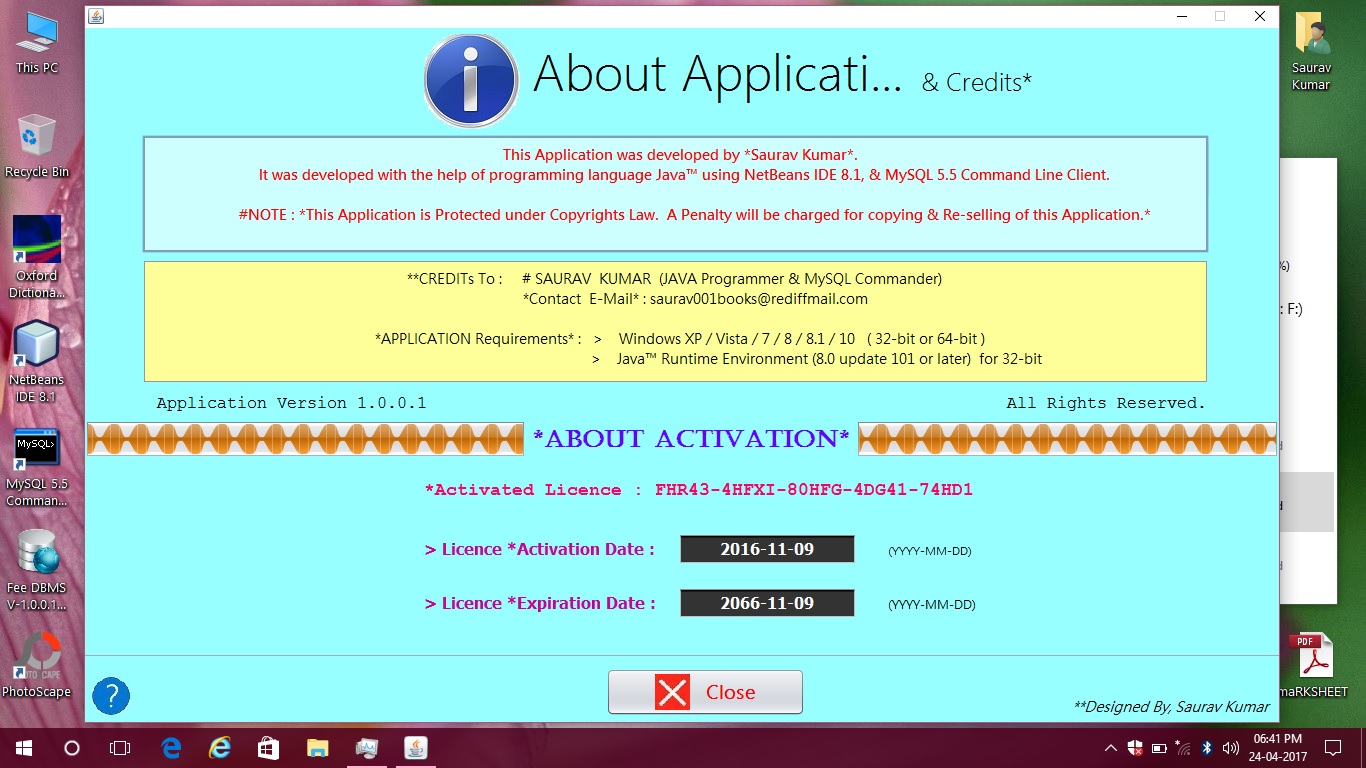 This PC
Recycle Bin
Oxford
Dictiona...
NetBeans
IDE 8.1
MySQL>
MySQL 5.5
Comman...
Fee DBMS
V-1.0.0.1...
PhotoScape
About Applicati... & Credits*
This Application was developed by *Saurav Kumar*.
It was developed with the help of programming language Java™ using NetBeans IDE 8.1, & MySQL 5.5 Command Line Client.
#NOTE : *This Application is Protected under Copyrights Law. A Penalty will be charged for copying & Re-selling of this Application.*
**CREDITs To : # SAURAV KUMAR (JAVA Programmer & MySQL Commander)
*Contact E-Mail* : saurav001books@rediffmail.com
*APPLICATION Requirements* : > Windows XP / Vista / 7 / 8 / 8.1 / 10 ( 32-bit or 64-bit )
> Java™ Runtime Environment (8.0 update 101 or later) for 32-bit
Application Version 1.0.0.1 All Rights Reserved.
*ABOUT ACTIVATION*
*Activated Licence : FHR43-4HFXI-80HFG-4DG41-74HD1
> Licence *Activation Date : 2016-11-09 (YYYY-MM-DD)
> Licence *Expiration Date : 2066-11-09 (YYYY-MM-DD)
?
Close
**Designed By, Saurav Kumar
Saurav
Kumar
%)
: F:)
PDF
maRKSHEET
06:41 PM
24-04-2017